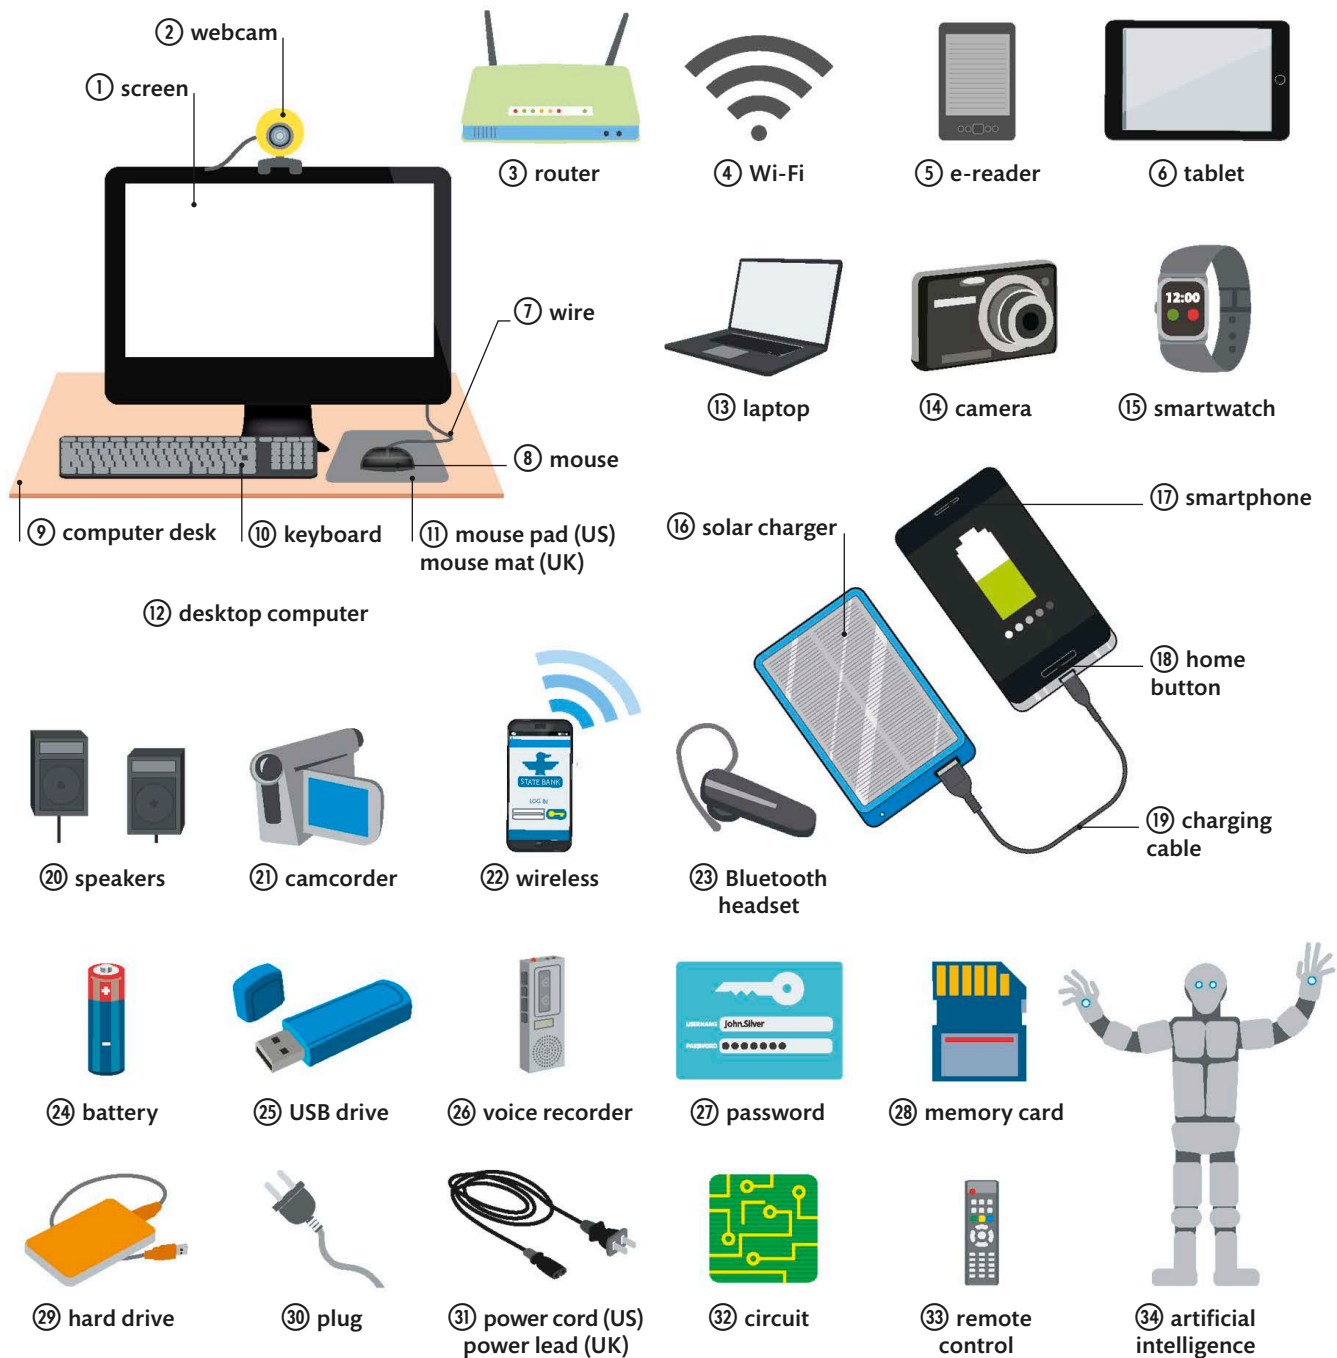 ② webcam
① screen
③ router
④ Wi-Fi
⑤ e-reader
⑥ tablet
⑦ wire
12:00
⑬ laptop
⑭ camera
⑮ smartwatch
⑧ mouse
⑨ computer desk
⑩ keyboard
⑪ mouse pad (US)
mouse mat (UK)
⑫ desktop computer
⑯ solar charger
⑰ smartphone
⑱ home
button
⑲ charging
cable
STATE BANK
LOG IN
⑳ speakers
㉑ camcorder
㉒ wireless
㉓ Bluetooth
headset
USERNAME
John.Silver
PASSWORD
㉔ battery
㉕ USB drive
㉖ voice recorder
㉗ password
㉘ memory card
㉙ hard drive
㉚ plug
㉛ power cord (US)
power lead (UK)
㉜ circuit
㉝ remote
control
㉞ artificial
intelligence